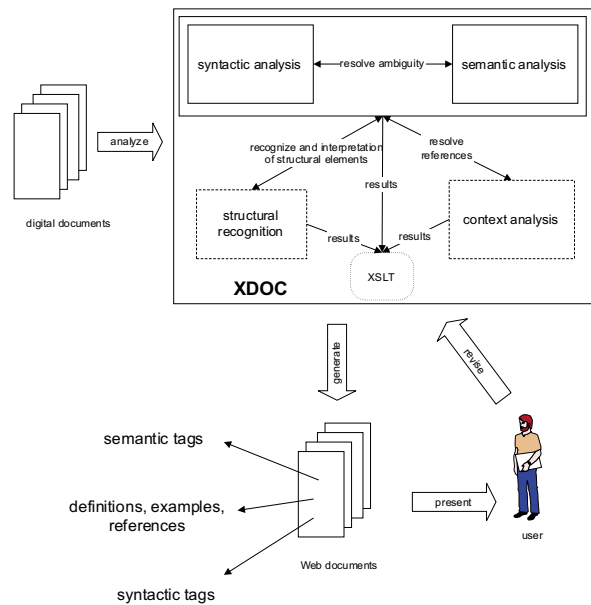 syntactic analysis
resolve ambiguity
semantic analysis
analyze
recognize and interpretation
of structural elements
resolve
references
digital documents
structural
recognition
results
context analysis
results
results
XSLT
XDOC
generate
revise
semantic tags
definitions, examples,
references
present
syntactic tags
Web documents
user